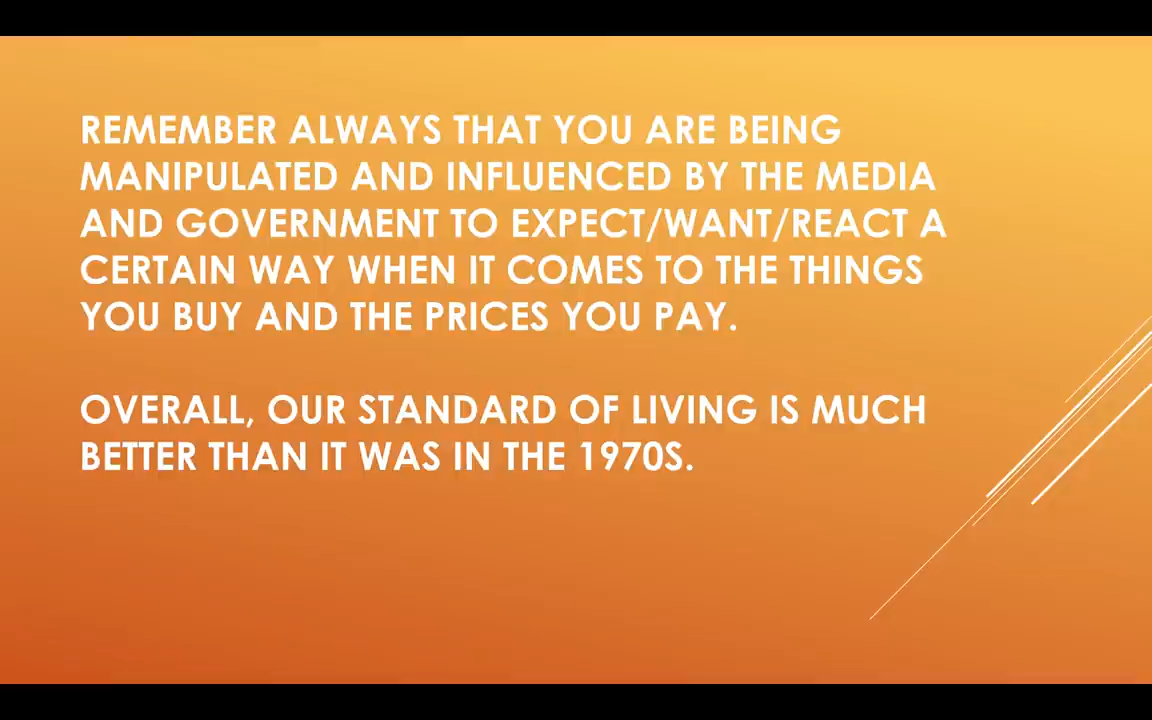 REMEMBER ALWAYS THAT YOU ARE BEING
MANIPULATED AND INFLUENCED BY THE MEDIA
AND GOVERNMENT TO EXPECT/WANT/REACT A
CERTAIN WAY WHEN IT COMES TO THE THINGS
YOU BUY AND THE PRICES YOU PAY.
OVERALL, OUR STANDARD OF LIVING IS MUCH
BETTER THAN IT WAS IN THE 1970S.